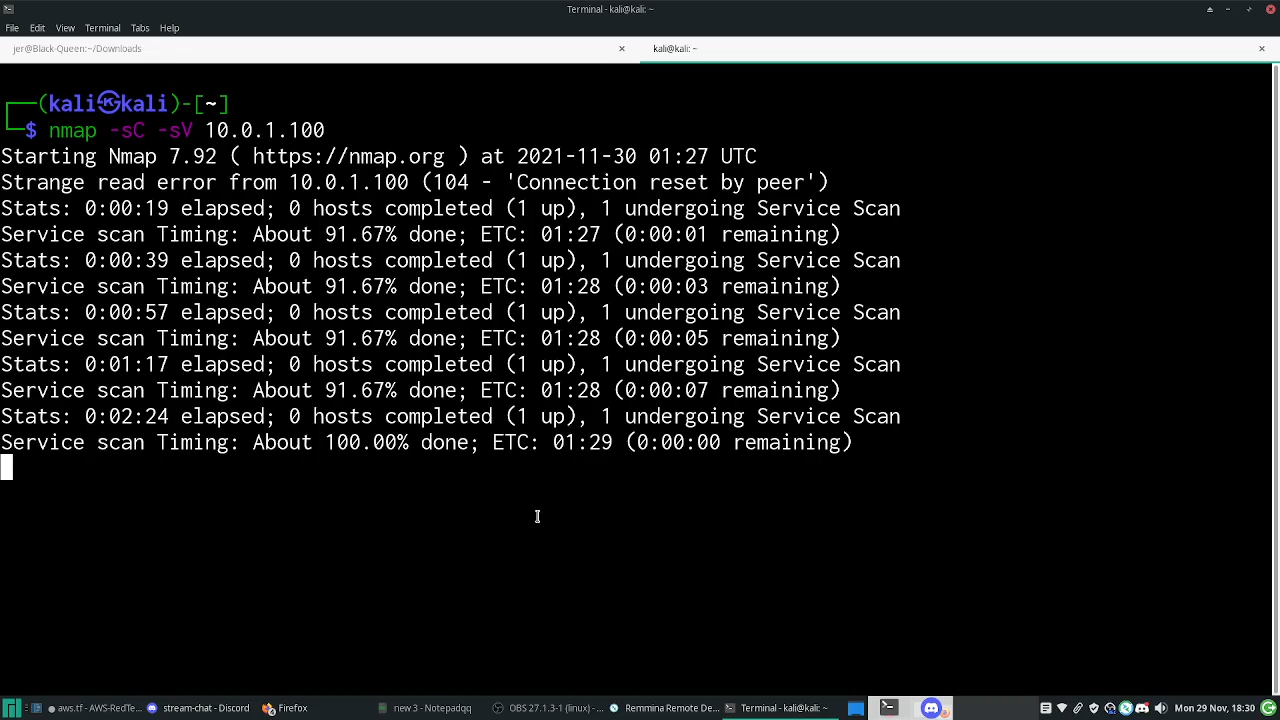 Terminal - kali@kali: ~
File Edit View Terminal Tabs Help
jer@Black-Queen:~/Downloads × kali@kali: ~ ×
┌──(kali㉿kali)-[~]
└─$ nmap -sC -sV 10.0.1.100
Starting Nmap 7.92 ( https://nmap.org ) at 2021-11-30 01:27 UTC
Strange read error from 10.0.1.100 (104 - 'Connection reset by peer')
Stats: 0:00:19 elapsed; 0 hosts completed (1 up), 1 undergoing Service Scan
Service scan Timing: About 91.67% done; ETC: 01:27 (0:00:01 remaining)
Stats: 0:00:39 elapsed; 0 hosts completed (1 up), 1 undergoing Service Scan
Service scan Timing: About 91.67% done; ETC: 01:28 (0:00:03 remaining)
Stats: 0:00:57 elapsed; 0 hosts completed (1 up), 1 undergoing Service Scan
Service scan Timing: About 91.67% done; ETC: 01:28 (0:00:05 remaining)
Stats: 0:01:17 elapsed; 0 hosts completed (1 up), 1 undergoing Service Scan
Service scan Timing: About 91.67% done; ETC: 01:28 (0:00:07 remaining)
Stats: 0:02:24 elapsed; 0 hosts completed (1 up), 1 undergoing Service Scan
Service scan Timing: About 100.00% done; ETC: 01:29 (0:00:00 remaining)
● aws.tf - AWS-RedTe... stream-chat - Discord Firefox new 3 - Notepadqq OBS 27.1.3-1 (linux) -... Remmina Remote De... Terminal - kali@kali: ~ Mon 29 Nov, 18:30